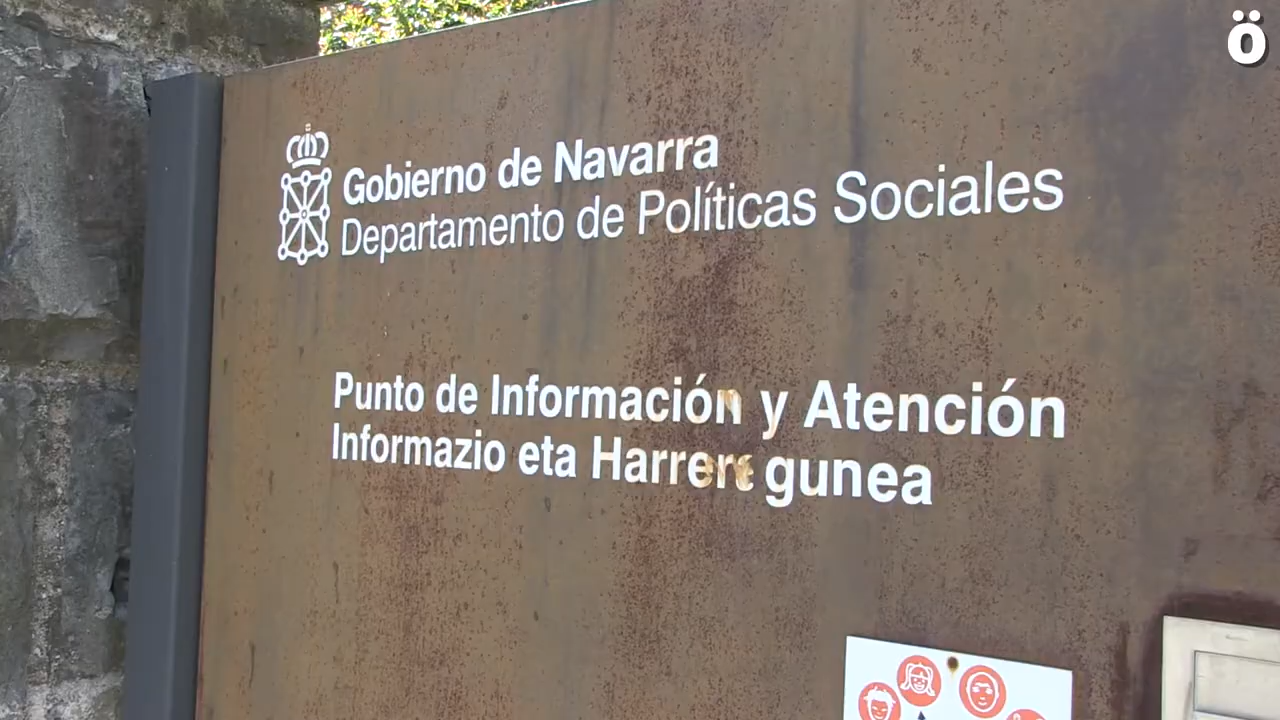 ö
Gobierno de Navarra
Departamento de Políticas Sociales
Punto de Información y Atención
Informazio eta Harrera gunea